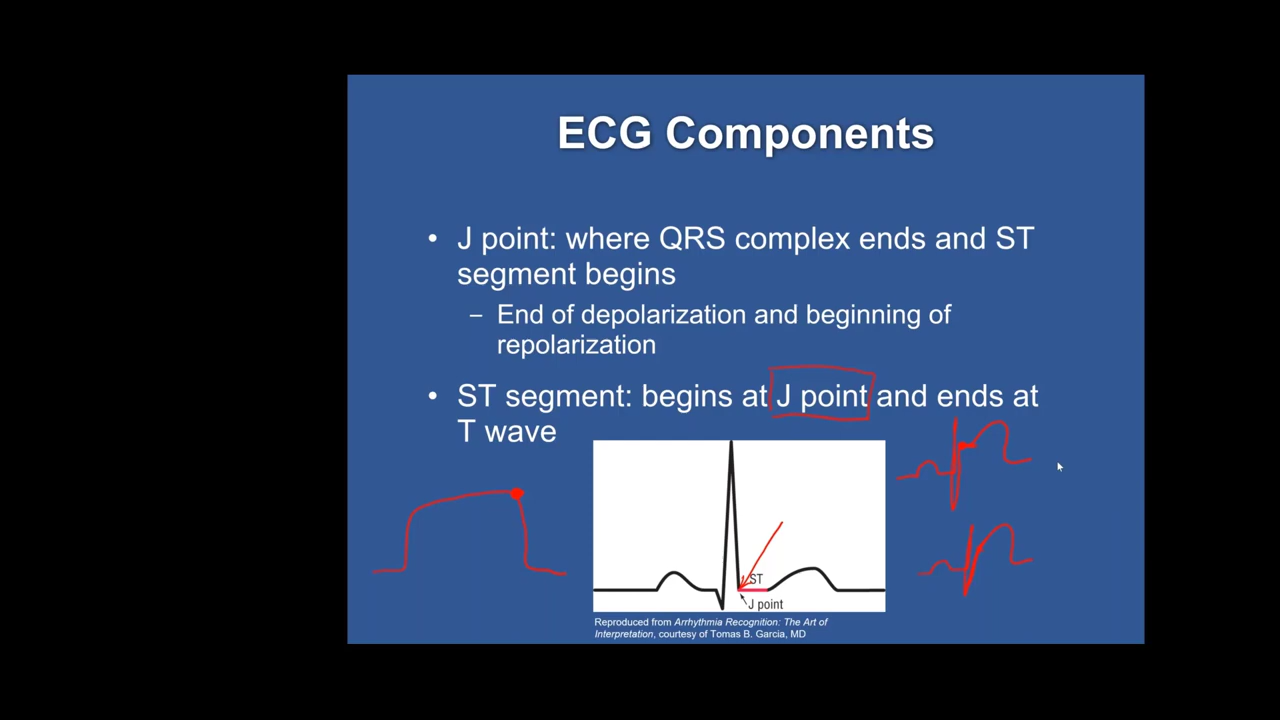 ECG Components
• J point: where QRS complex ends and ST
segment begins
– End of depolarization and beginning of
repolarization
• ST segment: begins at J point and ends at
T wave
ST
J point
Reproduced from Arrhythmia Recognition: The Art of
Interpretation, courtesy of Tomas B. Garcia, MD